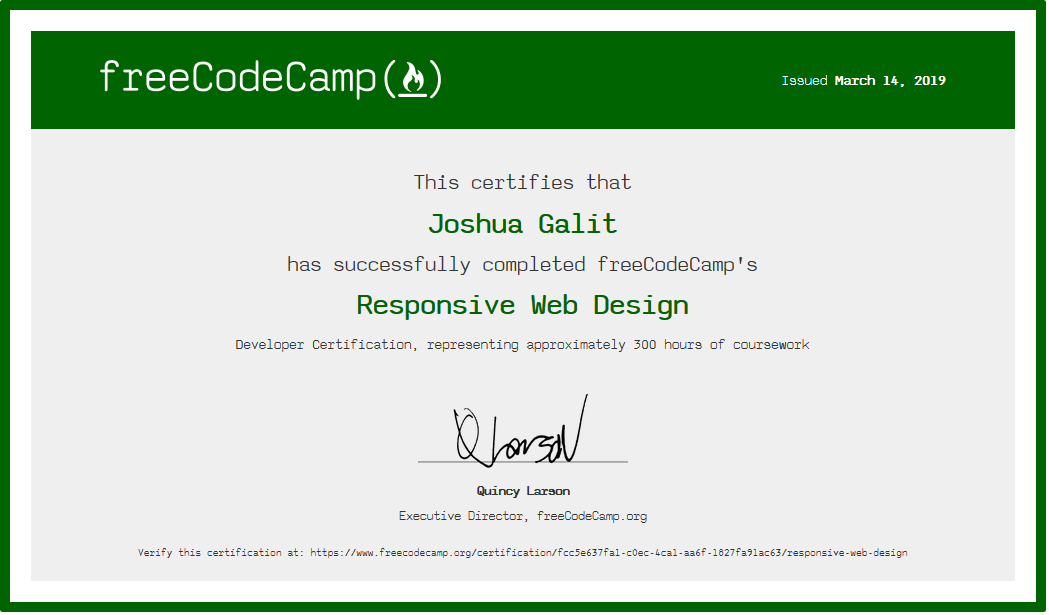 freeCodeCamp(🔥)
Issued March 14, 2019
This certifies that
Joshua Galit
has successfully completed freeCodeCamp's
Responsive Web Design
Developer Certification, representing approximately 300 hours of coursework
Q Larson
Quincy Larson
Executive Director, freeCodeCamp.org
Verify this certification at: https://www.freecodecamp.org/certification/fcc5e637fa1-c0ec-4ca1-aa6f-1827fa91ac63/responsive-web-design